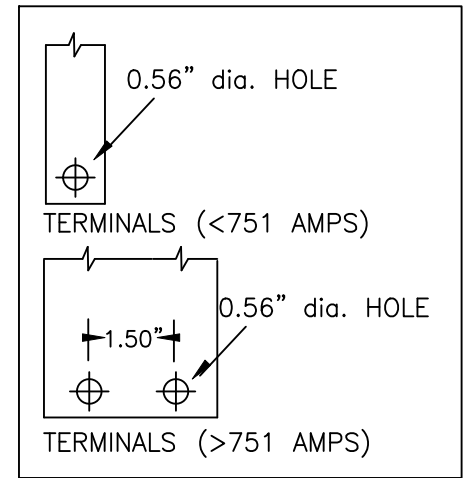 0.56” dia. HOLE
TERMINALS (<751 AMPS)
0.56” dia. HOLE
1.50”
TERMINALS (>751 AMPS)